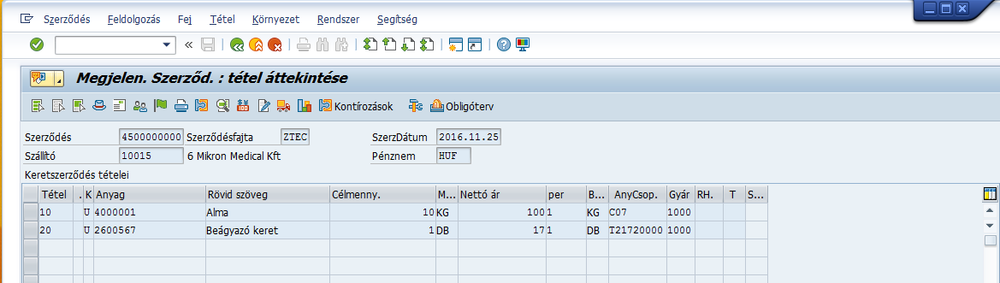 Szerződés Feldolgozás Fej Tétel Környezet Rendszer Segítség
Megjelen. Szerződ. : tétel áttekintése
Kontírozások Obligóterv
Szerződés 4500000000 Szerződésfajta ZTEC SzerzDátum 2016.11.25
Szállító 10015 6 Mikron Medical Kft Pénznem HUF
Keretszerződés tételei
Tétel . K Anyag Rövid szöveg Célmenny. M... Nettó ár per B... AnyCsop. Gyár RH. T S...
10 U 4000001 Alma 10 KG 100 1 KG C07 1000
20 U 2600567 Beágyazó keret 1 DB 17 1 DB T21720000 1000